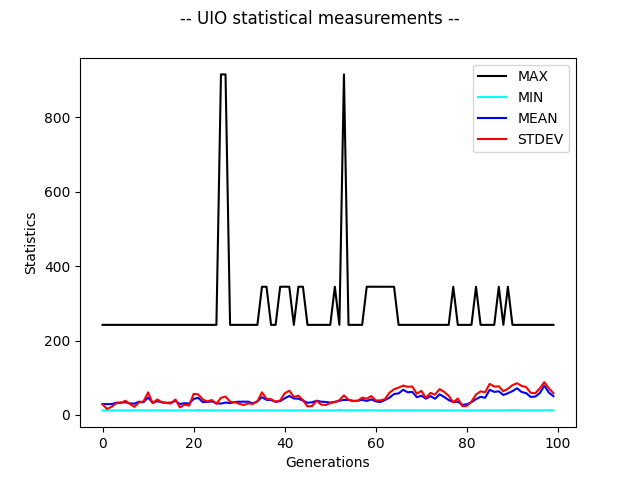 -- UIO statistical measurements --
MAX
MIN
MEAN
STDEV
Statistics
800
600
400
200
0
0 20 40 60 80 100
Generations